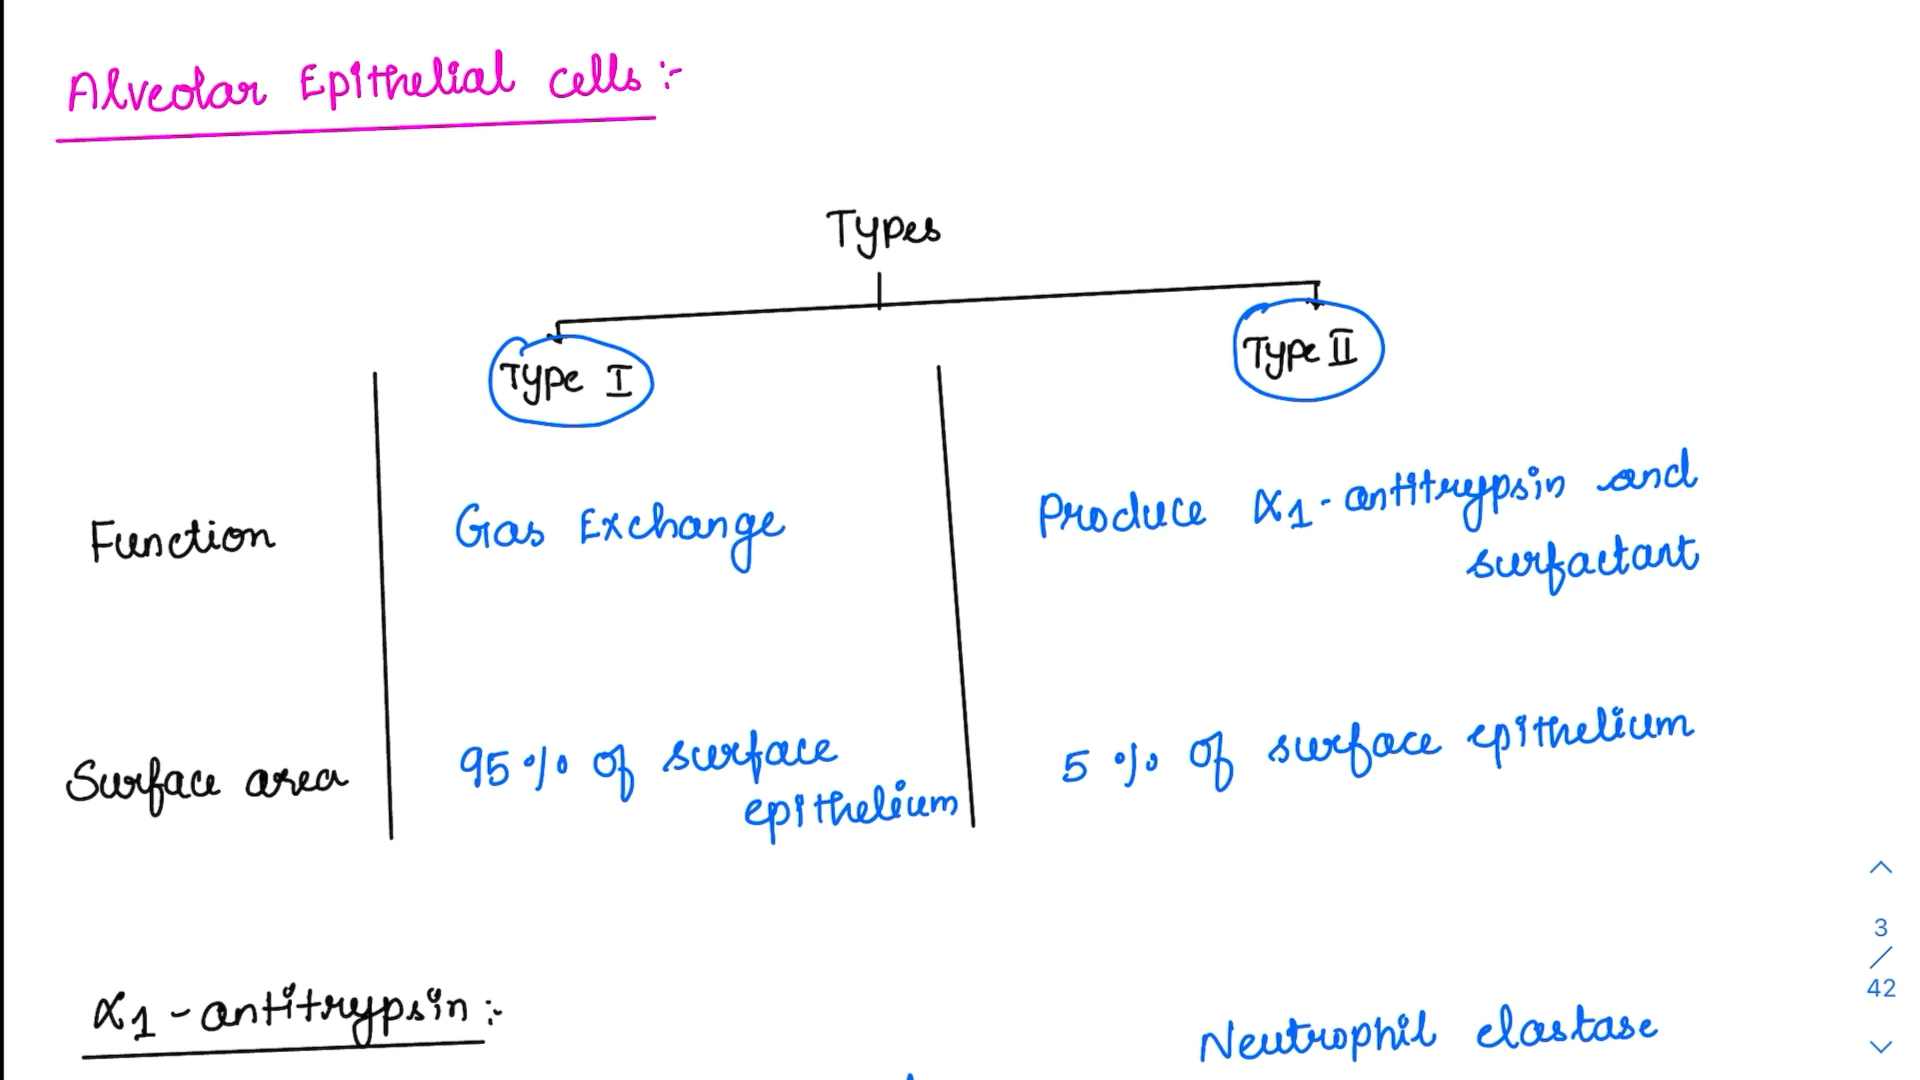 Alveolar Epithelial cells :-
Types
Type I
Type II
Function
Gas Exchange
Produce α1-antitrypsin and
surfactant
Surface area
95% of surface
epithelium
5% of surface epithelium
α1-antitrypsin :-
Neutrophil elastase
3
/
42